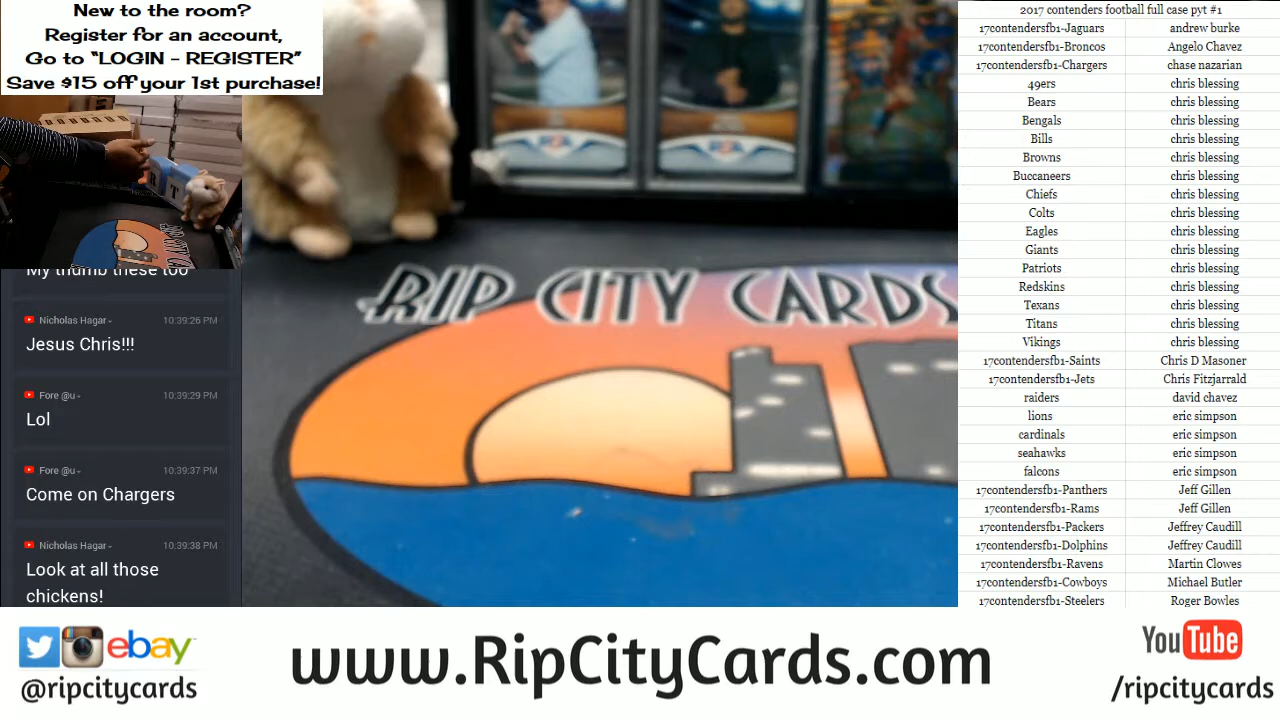 New to the room?
Register for an account,
Go to “LOGIN - REGISTER”
Save $15 off your 1st purchase!
My thumb these too
Nicholas Hagar
10:39:26 PM
Jesus Chris!!!
Fore @u
10:39:29 PM
Lol
Fore @u
10:39:37 PM
Come on Chargers
Nicholas Hagar
10:39:38 PM
Look at all those
chickens!
RIP CITY CARDS
2017 contenders football full case pyt #1
17contendersfb1-Jaguars andrew burke
17contendersfb1-Broncos Angelo Chavez
17contendersfb1-Chargers chase nazarian
49ers chris blessing
Bears chris blessing
Bengals chris blessing
Bills chris blessing
Browns chris blessing
Buccaneers chris blessing
Chiefs chris blessing
Colts chris blessing
Eagles chris blessing
Giants chris blessing
Patriots chris blessing
Redskins chris blessing
Texans chris blessing
Titans chris blessing
Vikings chris blessing
17contendersfb1-Saints Chris D Masoner
17contendersfb1-Jets Chris Fitzjarrald
raiders david chavez
lions eric simpson
cardinals eric simpson
seahawks eric simpson
falcons eric simpson
17contendersfb1-Panthers Jeff Gillen
17contendersfb1-Rams Jeff Gillen
17contendersfb1-Packers Jeffrey Caudill
17contendersfb1-Dolphins Jeffrey Caudill
17contendersfb1-Ravens Martin Clowes
17contendersfb1-Cowboys Michael Butler
17contendersfb1-Steelers Roger Bowles
ebay
@ripcitycards
www.RipCityCards.com
YouTube
/ripcitycards